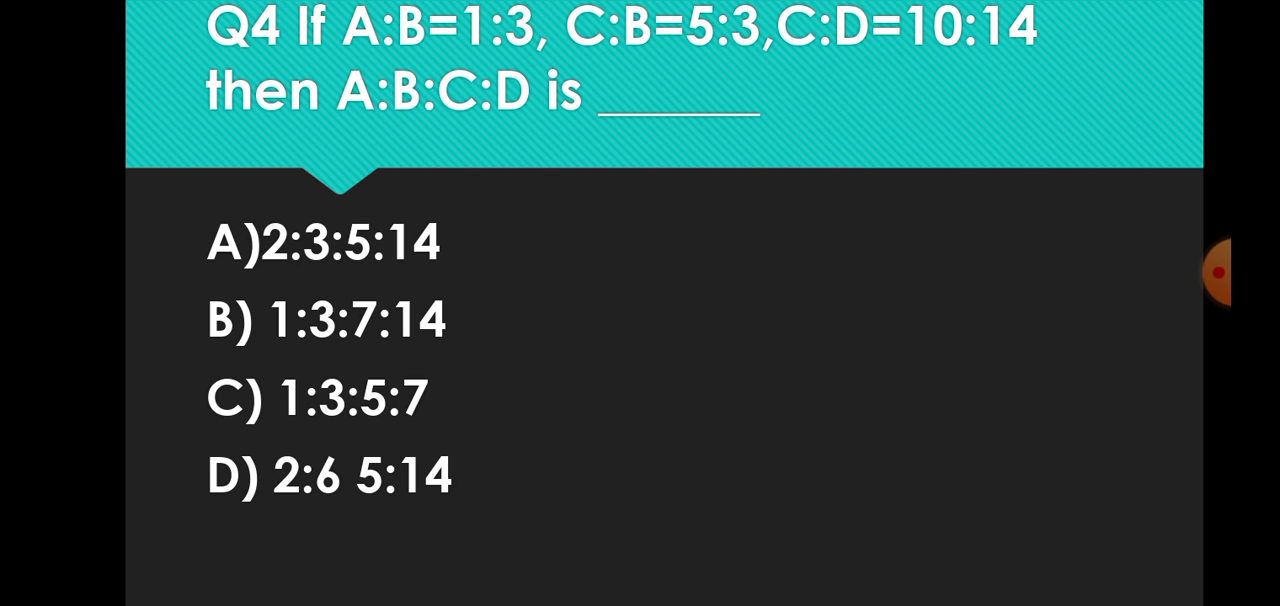 Q4 If A:B=1:3, C:B=5:3,C:D=10:14
then A:B:C:D is ________
A)2:3:5:14
B) 1:3:7:14
C) 1:3:5:7
D) 2:6 5:14